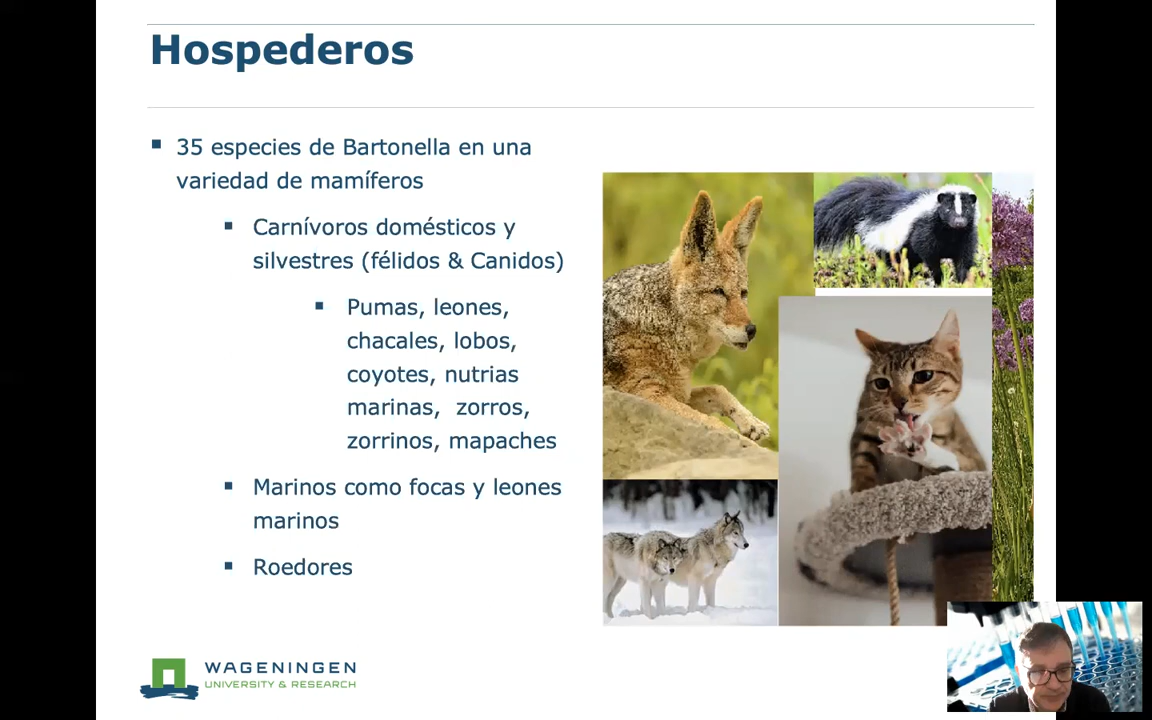 Hospederos
35 especies de Bartonella en una
variedad de mamíferos
Carnívoros domésticos y
silvestres (félidos & Canidos)
Pumas, leones,
chacales, lobos,
coyotes, nutrias
marinas, zorros,
zorrinos, mapaches
Marinos como focas y leones
marinos
Roedores
WAGENINGEN
UNIVERSITY & RESEARCH